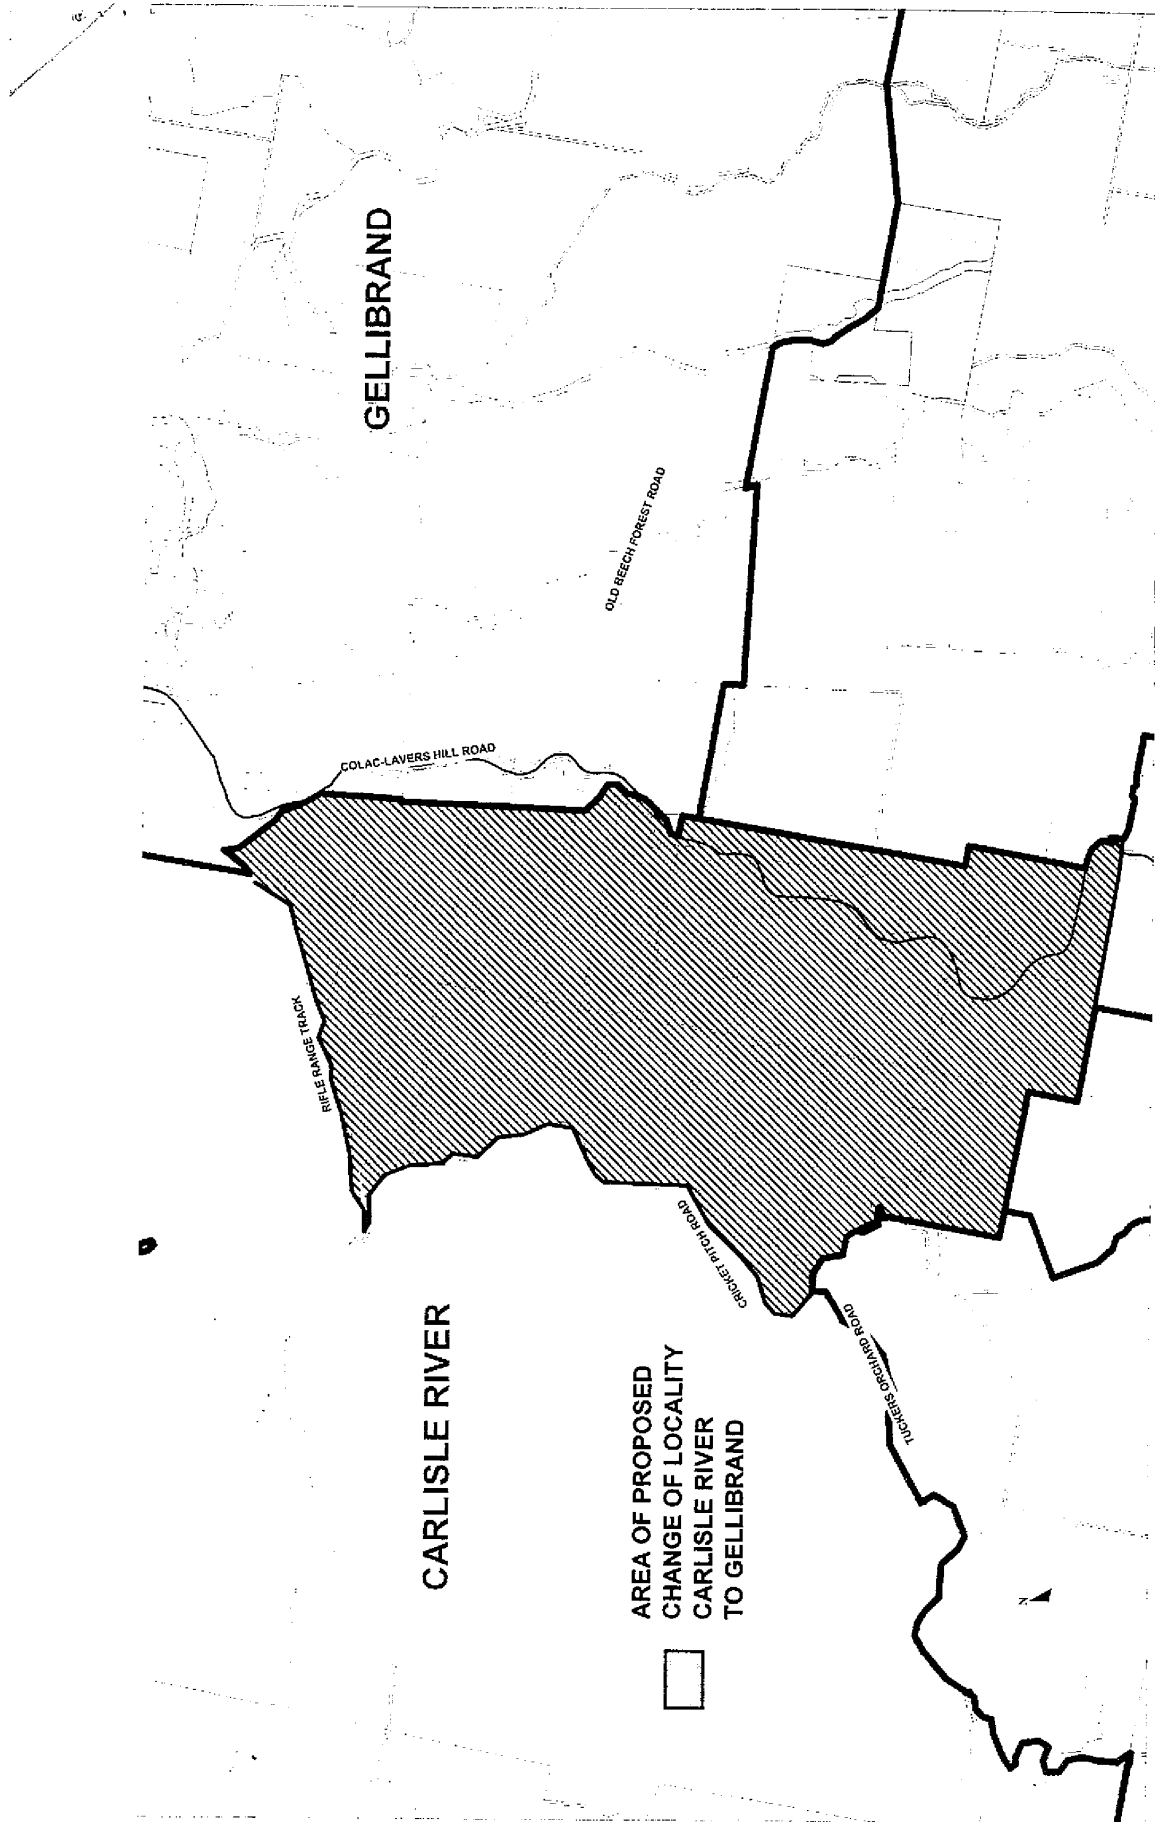 GELLIBRAND
OLD BEECH FOREST ROAD
COLAC-LAVERS HILL ROAD
RIFLE RANGE TRACK
CRICKET PITCH ROAD
TUCKERS ORCHARD ROAD
CARLISLE RIVER
AREA OF PROPOSED
CHANGE OF LOCALITY
CARLISLE RIVER
TO GELLIBRAND
N